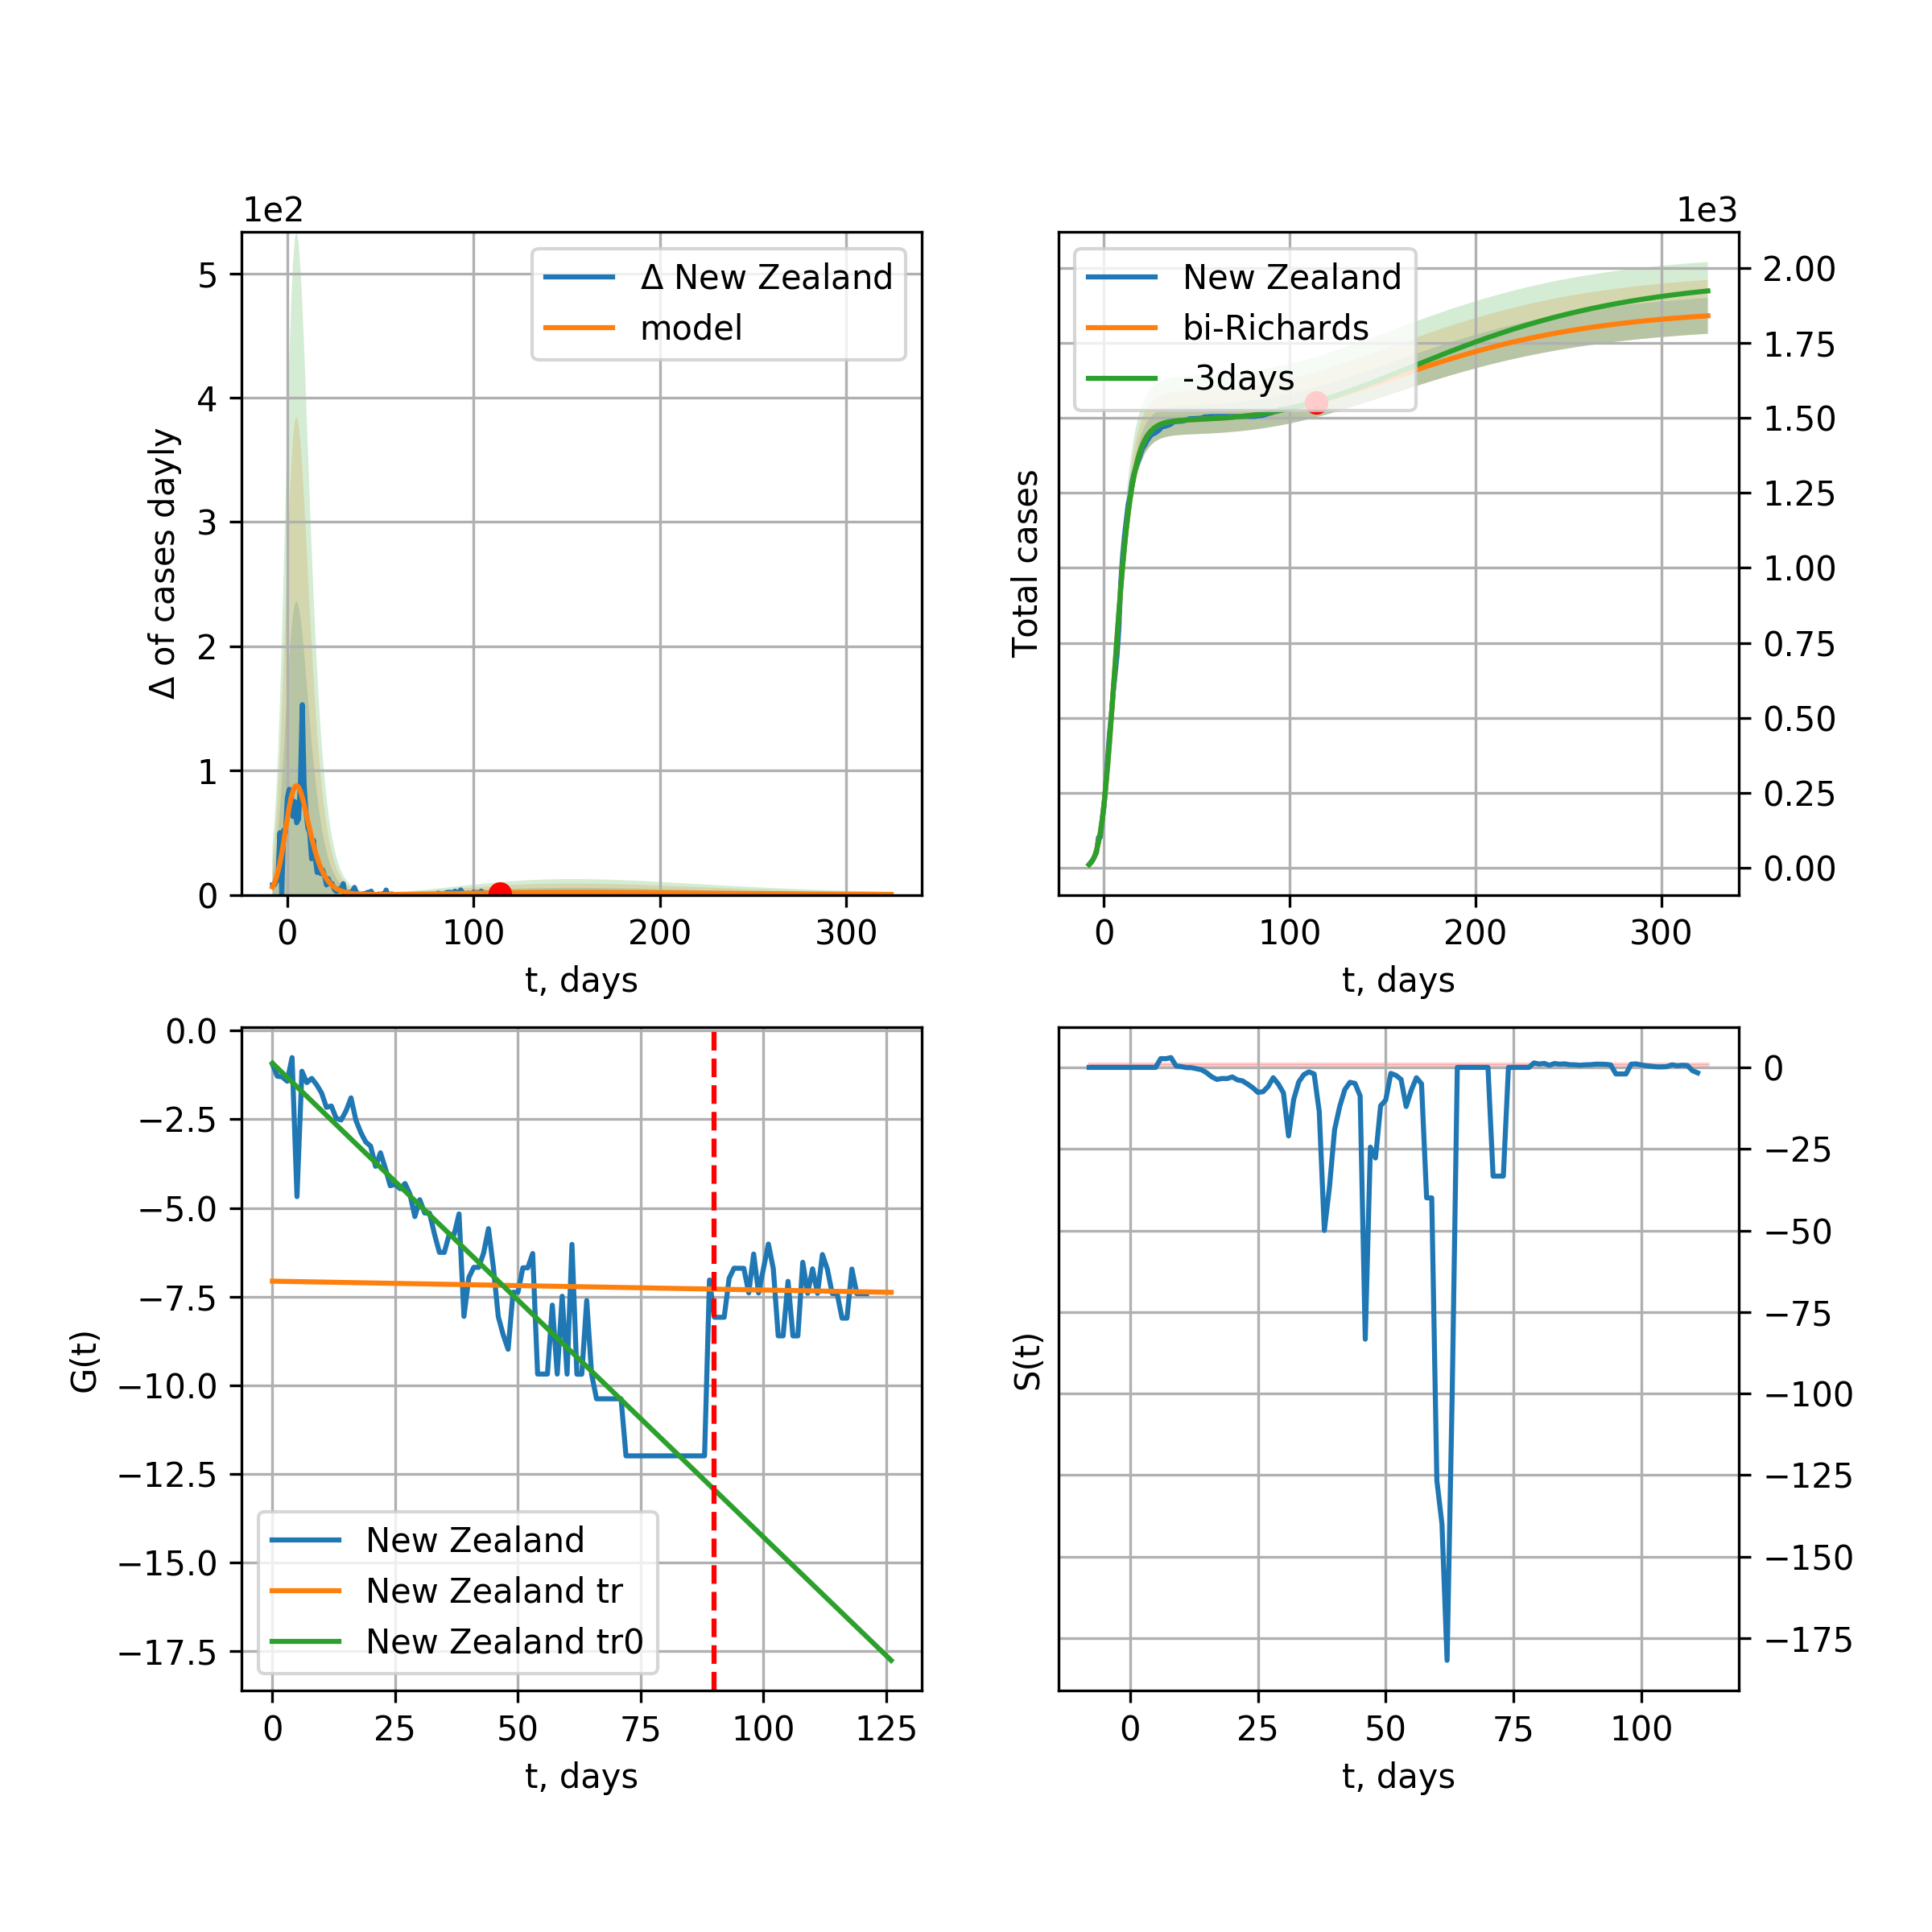 1e2
5
4
3
2
1
0
Δ of cases dayly
Δ New Zealand
model
0 100 200 300
t, days
1e3
2.00
1.75
1.50
1.25
1.00
0.75
0.50
0.25
0.00
Total cases
New Zealand
bi-Richards
-3days
0 100 200 300
t, days
0.0
−2.5
−5.0
−7.5
−10.0
−12.5
−15.0
−17.5
G(t)
New Zealand
New Zealand tr
New Zealand tr0
0 25 50 75 100 125
t, days
0
−25
−50
−75
−100
−125
−150
−175
S(t)
0 25 50 75 100
t, days